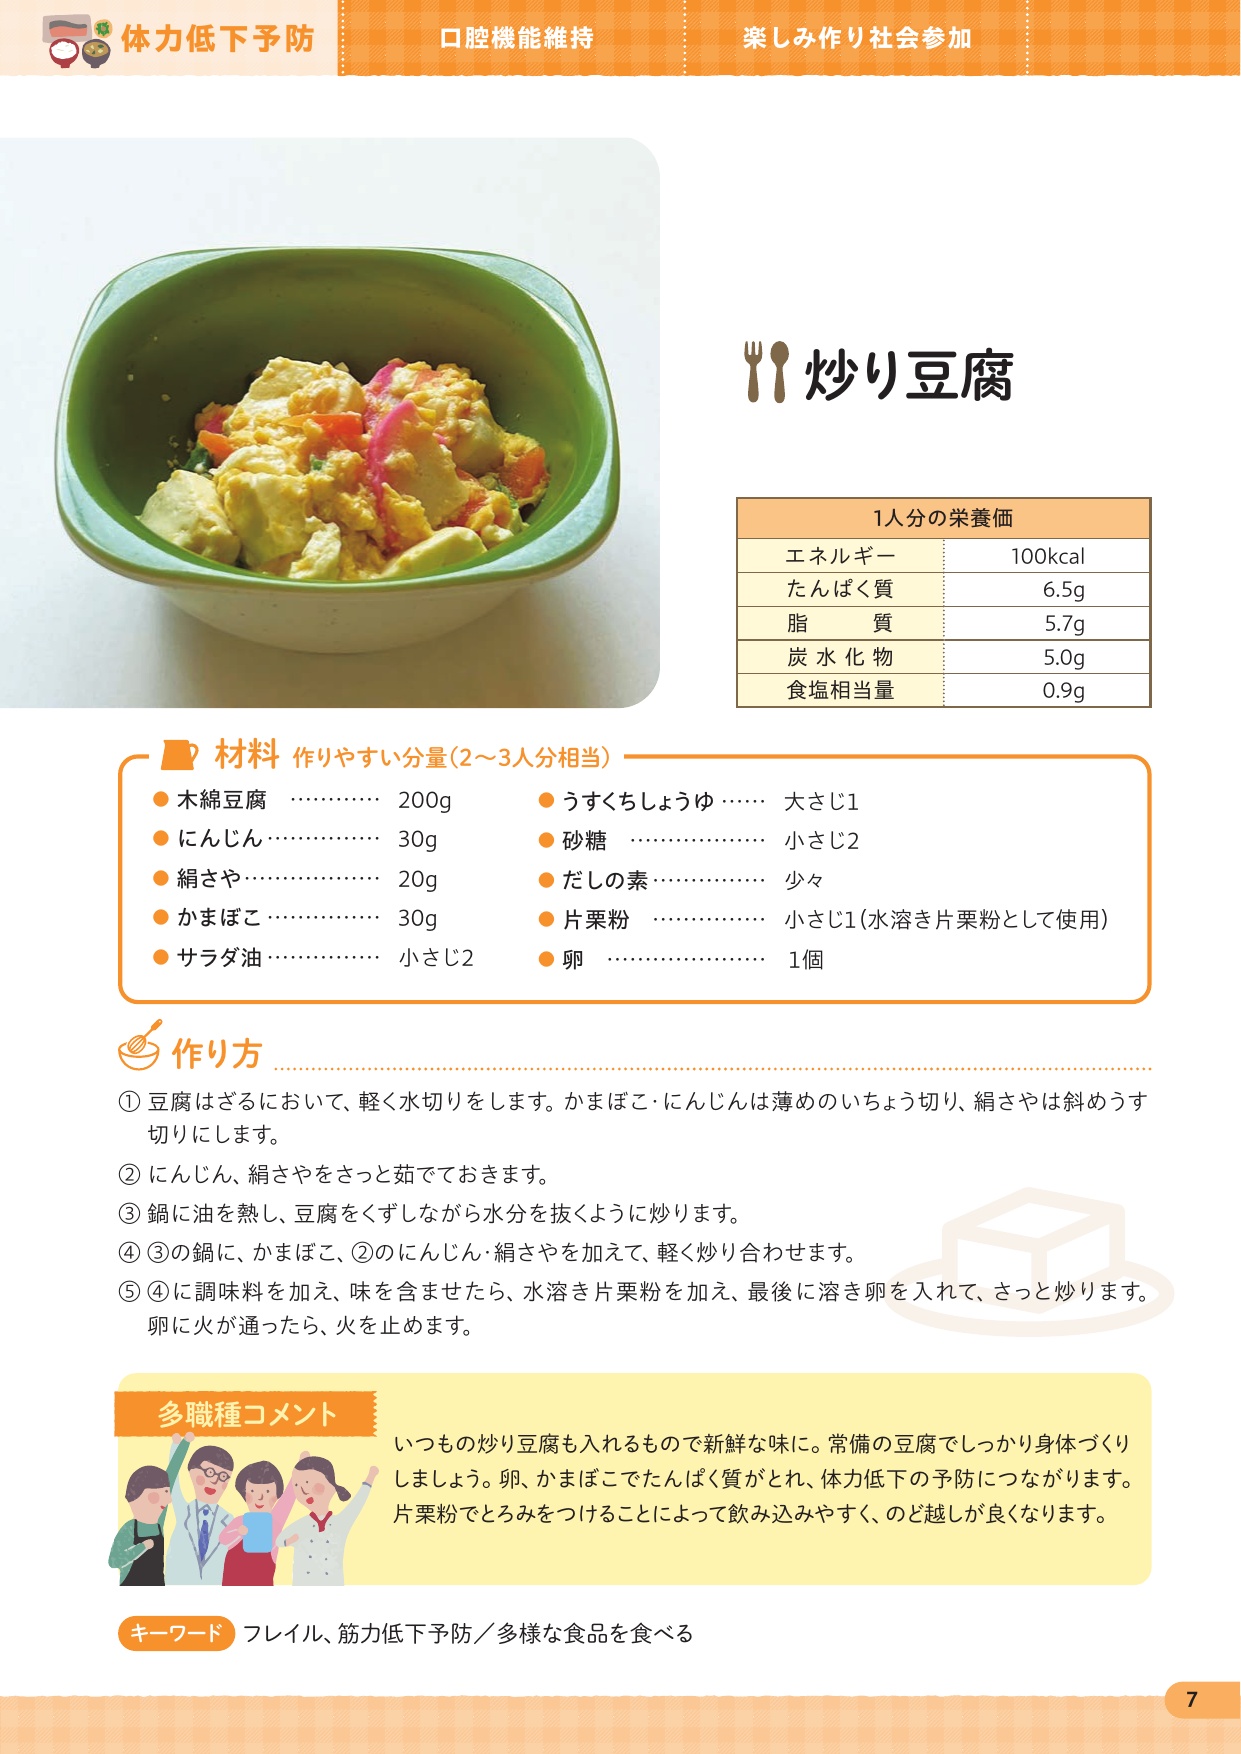 体力低下予防
口腔機能維持
楽しみ作り社会参加
炒り豆腐
1人分の栄養価
エネルギー 100kcal
たんぱく質 6.5g
脂　質 5.7g
炭水化物 5.0g
食塩相当量 0.9g
材料 作りやすい分量(2〜3人分相当)
●木綿豆腐 ………… 200g
●にんじん …………… 30g
●絹さや ……………… 20g
●かまぼこ …………… 30g
●サラダ油 …………… 小さじ2
●うすくちしょうゆ …… 大さじ1
●砂糖 ……………… 小さじ2
●だしの素 …………… 少々
●片栗粉 …………… 小さじ1(水溶き片栗粉として使用)
●卵 ………………… 1個
作り方
① 豆腐はざるにおいて、軽く水切りをします。かまぼこ・にんじんは薄めのいちょう切り、絹さやは斜めうす
切りにします。
② にんじん、絹さやをさっと茹でておきます。
③ 鍋に油を熱し、豆腐をくずしながら水分を抜くように炒ります。
④ ③の鍋に、かまぼこ、②のにんじん・絹さやを加えて、軽く炒り合わせます。
⑤ ④に調味料を加え、味を含ませたら、水溶き片栗粉を加え、最後に溶き卵を入れて、さっと炒ります。
卵に火が通ったら、火を止めます。
多職種コメント
いつもの炒り豆腐も入れるもので新鮮な味に。常備の豆腐でしっかり身体づくり
しましょう。卵、かまぼこでたんぱく質がとれ、体力低下の予防につながります。
片栗粉でとろみをつけることによって飲み込みやすく、のど越しが良くなります。
キーワード フレイル、筋力低下予防／多様な食品を食べる
7